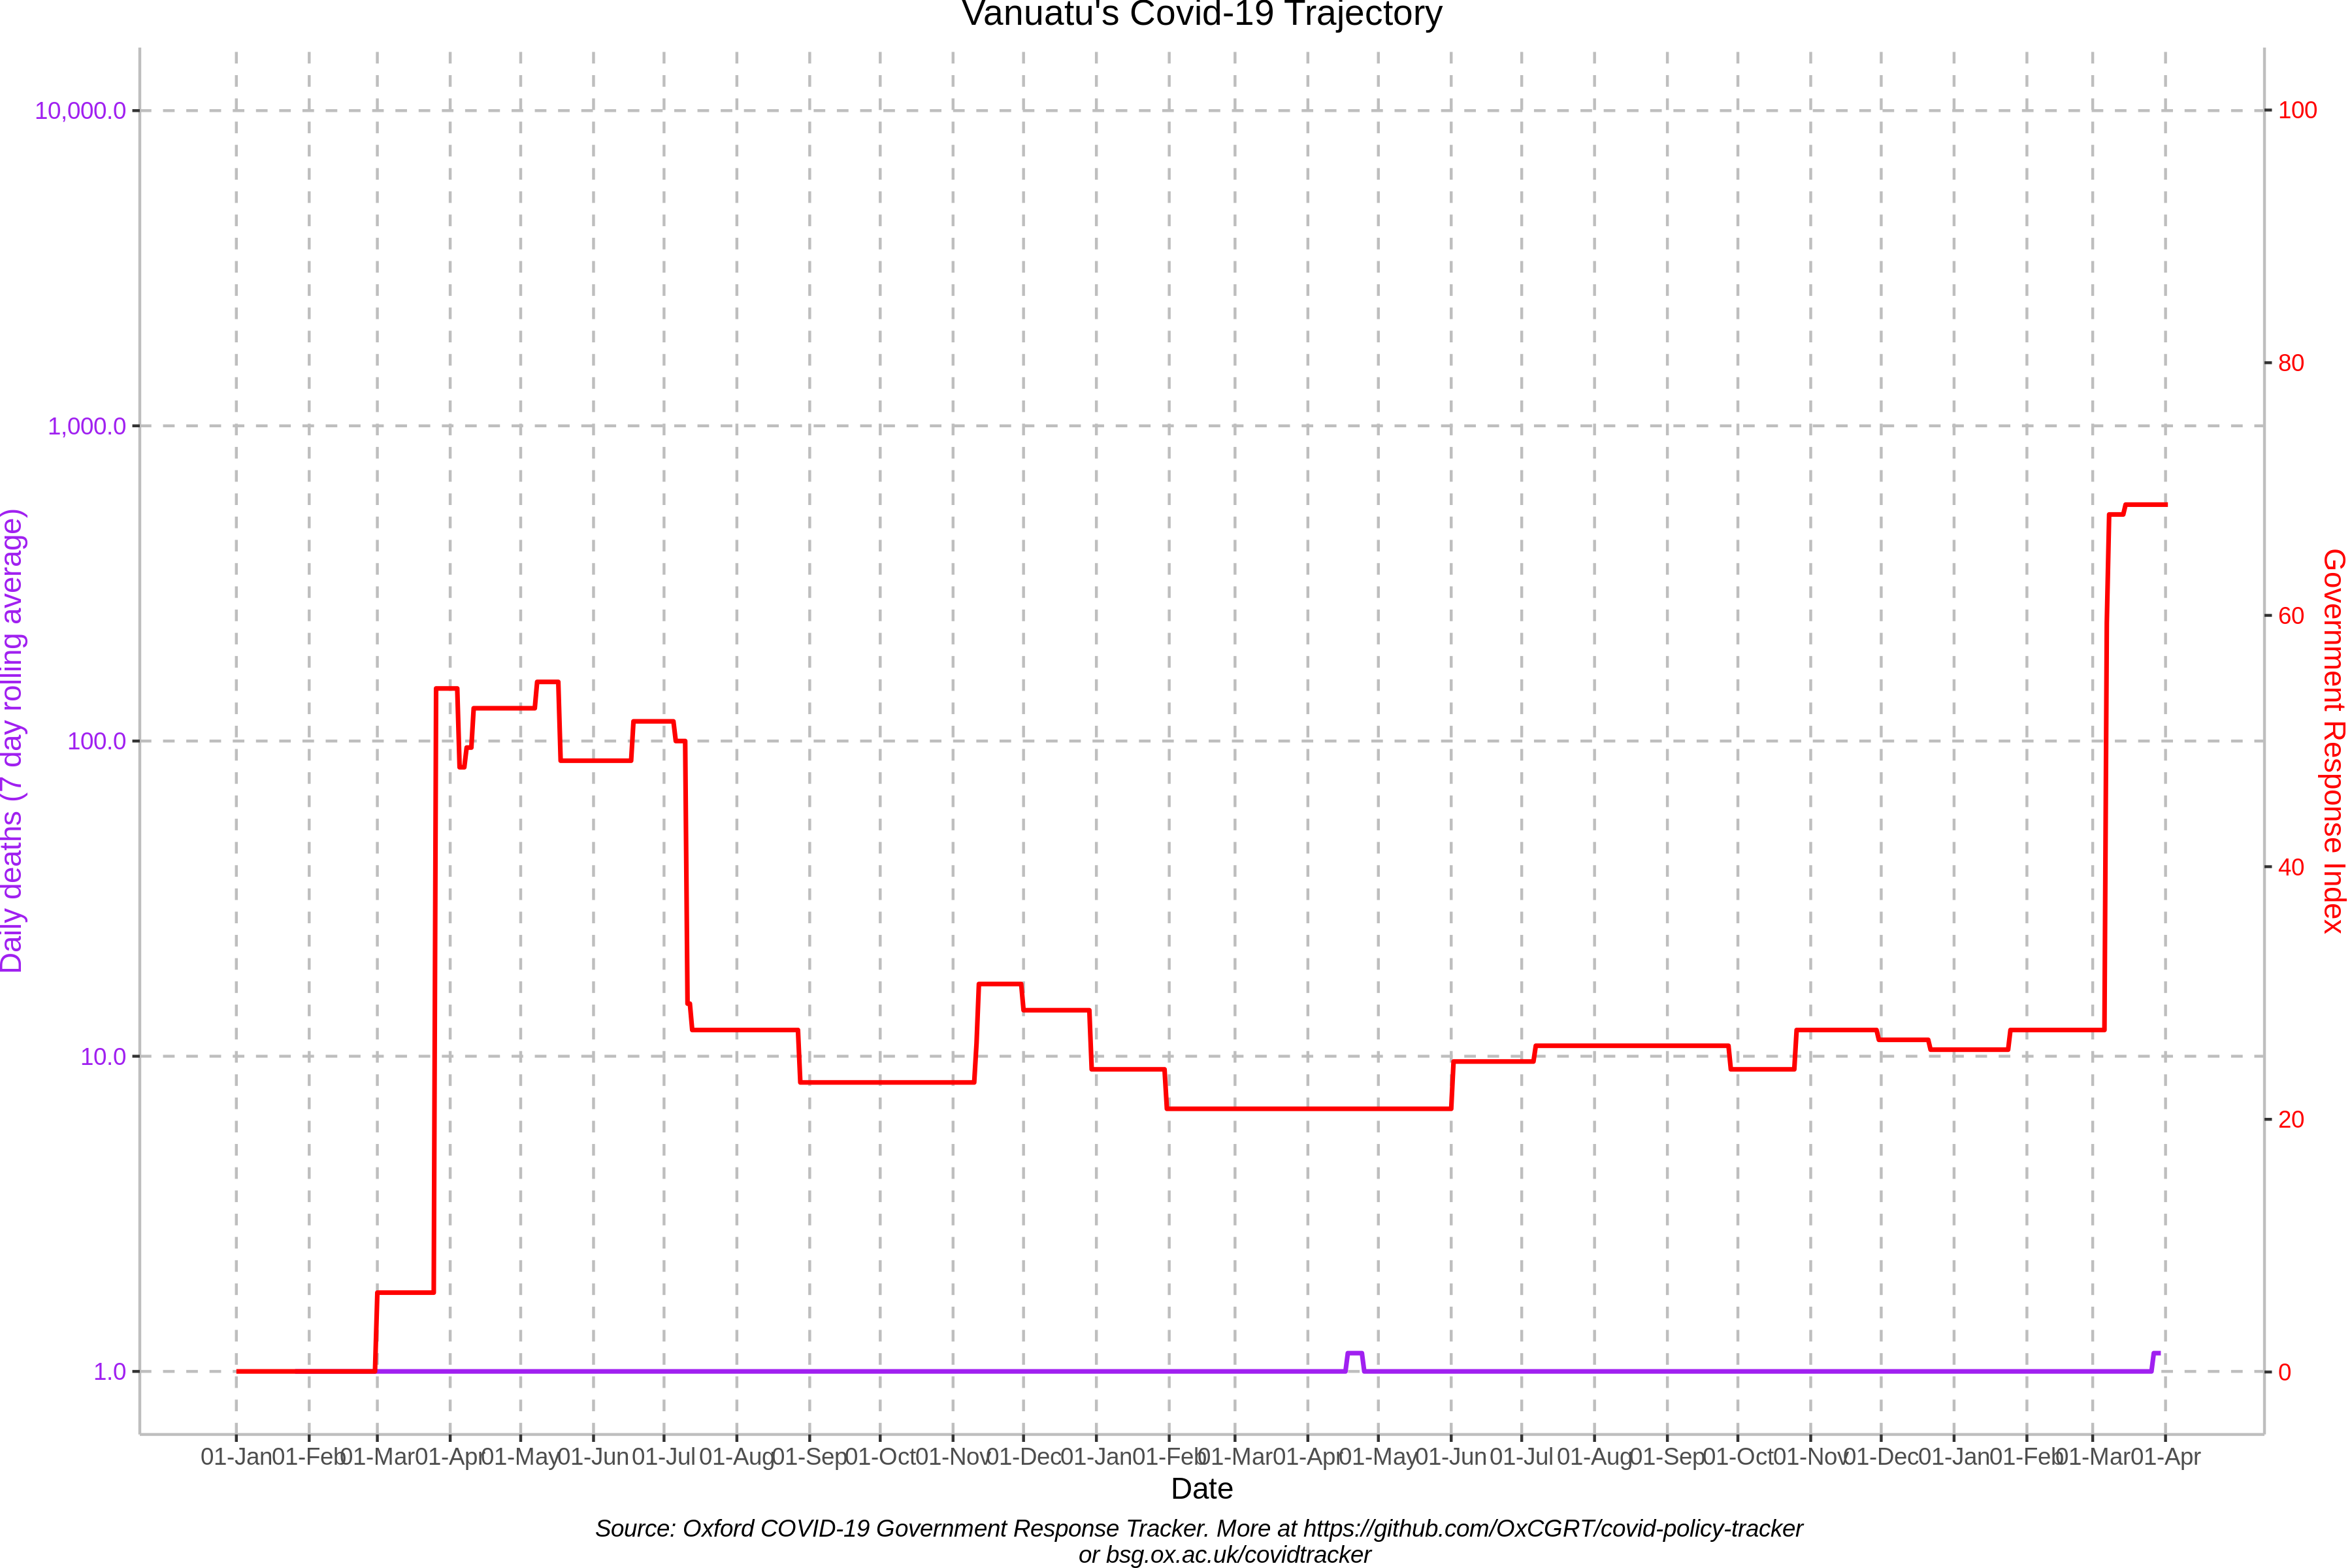 Vanuatu's Covid-19 Trajectory
10,000.0
1,000.0
100.0
10.0
1.0
Daily deaths (7 day rolling average)
100
80
60
40
20
0
Government Response Index
01-Jan 01-Feb 01-Mar 01-Apr 01-May 01-Jun 01-Jul 01-Aug 01-Sep 01-Oct 01-Nov 01-Dec 01-Jan 01-Feb 01-Mar 01-Apr 01-May 01-Jun 01-Jul 01-Aug 01-Sep 01-Oct 01-Nov 01-Dec 01-Jan 01-Feb 01-Mar 01-Apr
Date
Source: Oxford COVID-19 Government Response Tracker. More at https://github.com/OxCGRT/covid-policy-tracker
or bsg.ox.ac.uk/covidtracker